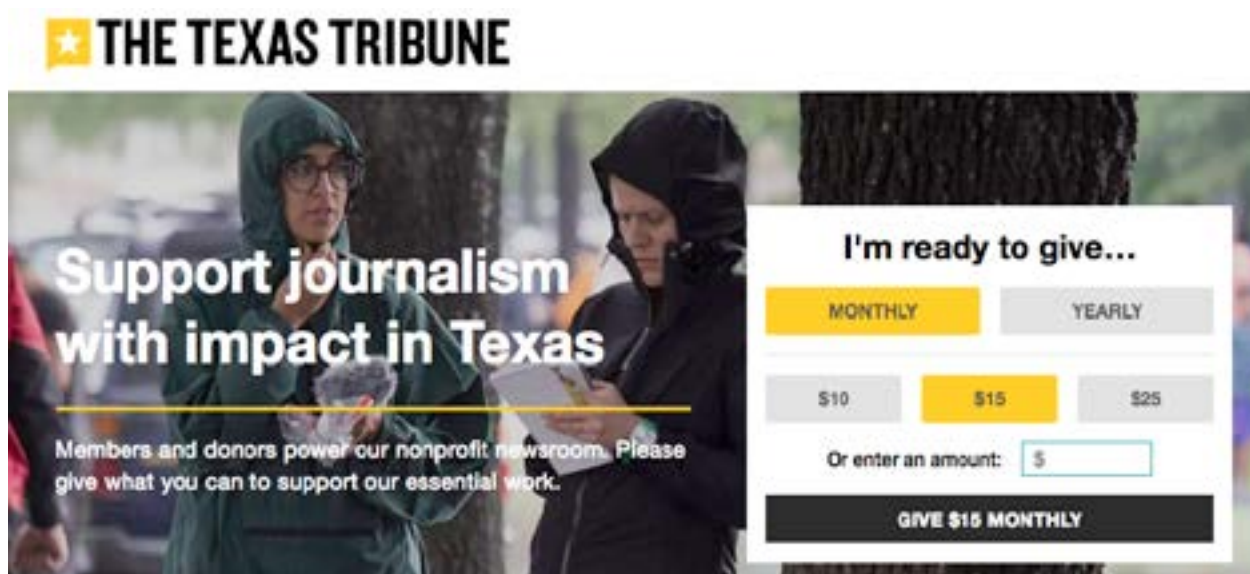 THE TEXAS TRIBUNE
Support journalism
with impact in Texas
Members and donors power our nonprofit newsroom. Please
give what you can to support our essential work.
I'm ready to give...
MONTHLY YEARLY
$10 $15 $25
Or enter an amount: $
GIVE $15 MONTHLY